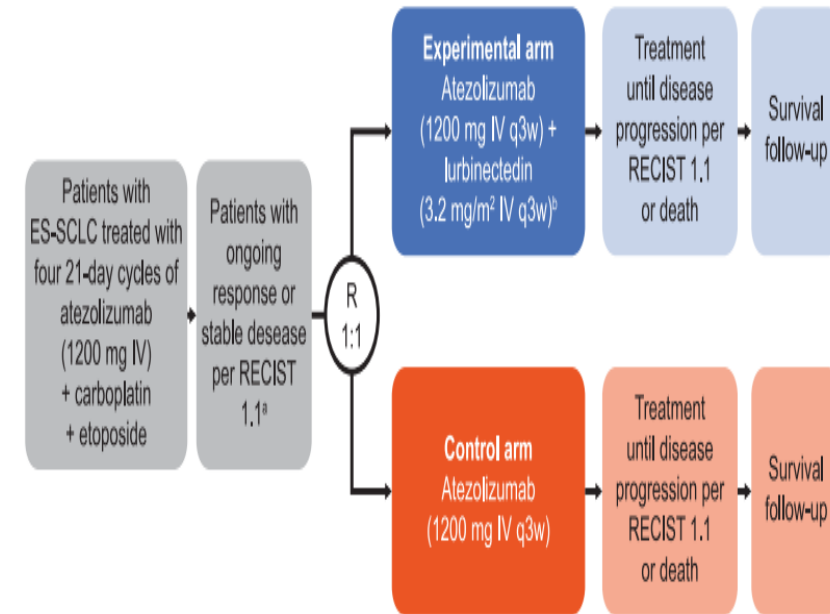 Patients with
ES-SCLC treated with
four 21-day cycles of
atezolizumab
(1200 mg IV)
+ carboplatin
+ etoposide
Patients with
ongoing
response or
stable desease
per RECIST
1.1ᵃ
R
1:1
Experimental arm
Atezolizumab
(1200 mg IV q3w) +
lurbinectedin
(3.2 mg/m² IV q3w)ᵇ
Treatment
until disease
progression per
RECIST 1.1
or death
Survival
follow-up
Control arm
Atezolizumab
(1200 mg IV q3w)
Treatment
until disease
progression per
RECIST 1.1
or death
Survival
follow-up